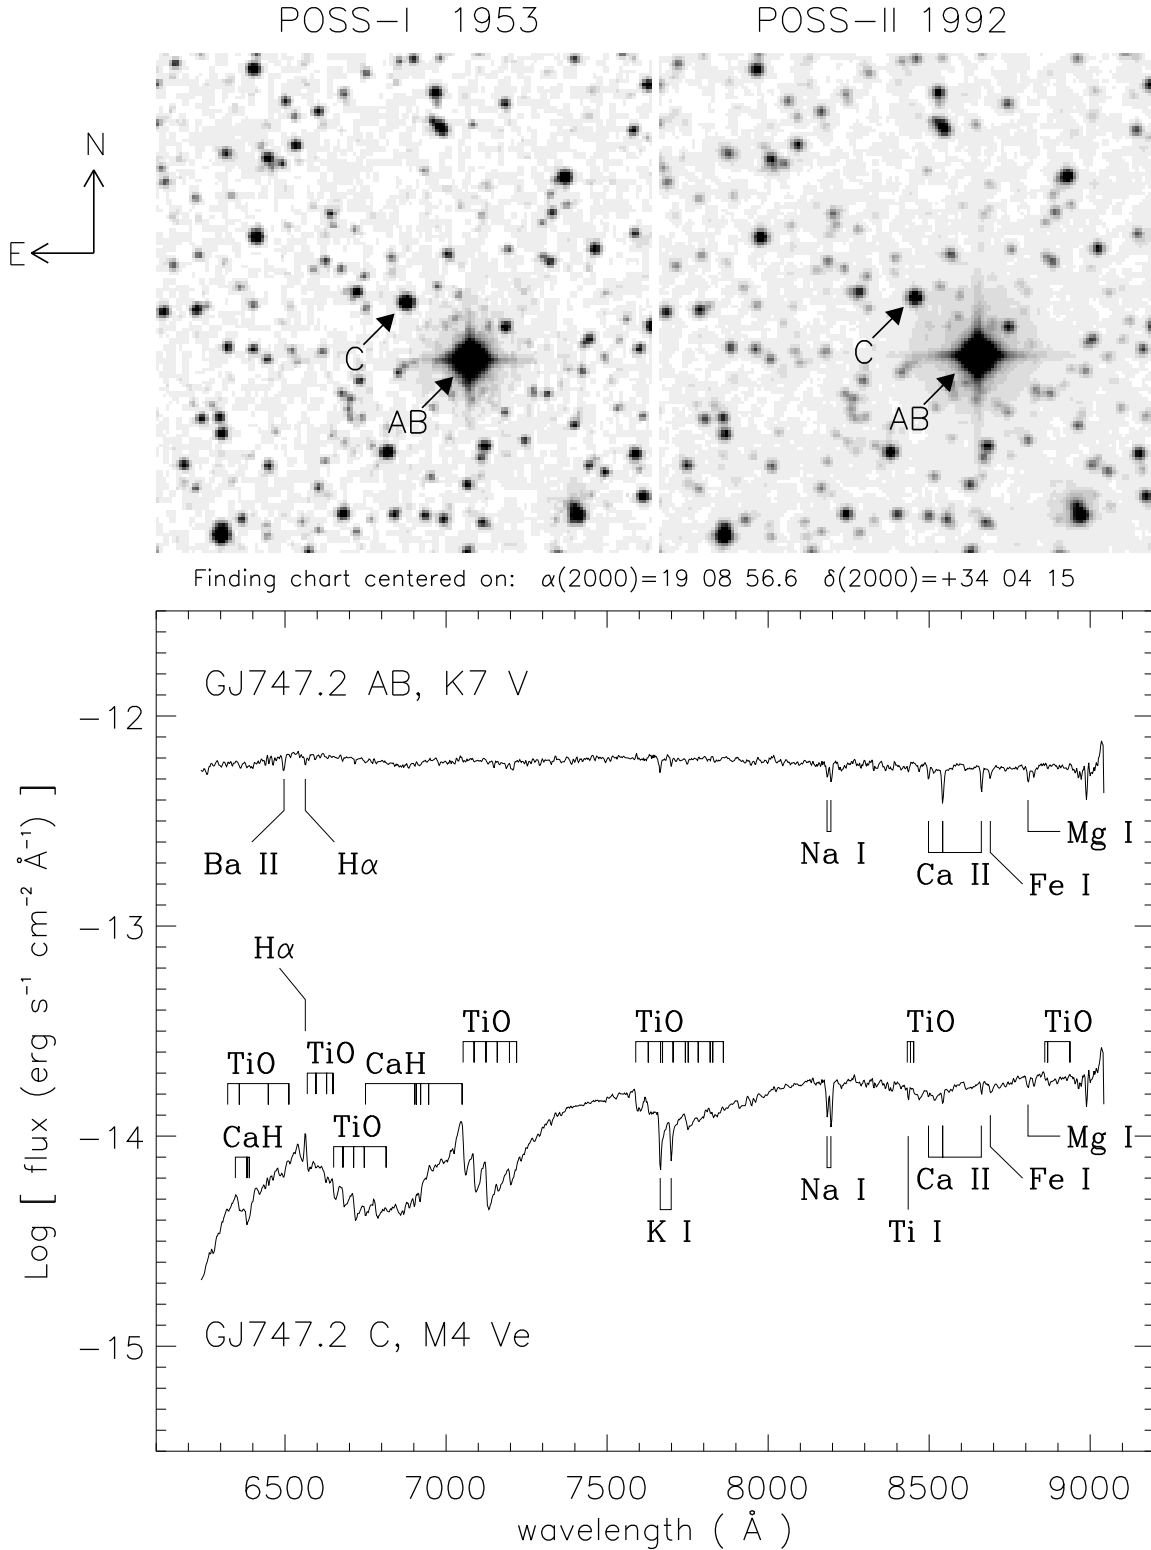 POSS-I 1953
POSS-II 1992
N
E
C
AB
C
AB
Finding chart centered on: α(2000)=19 08 56.6 δ(2000)=+34 04 15
GJ747.2 AB, K7 V
-12
Ba II
Hα
Na I
Ca II
Fe I
Mg I
-13
Hα
TiO
TiO
TiO
TiO
TiO
TiO
CaH
CaH
TiO
-14
Mg I
Na I
Ca II
Fe I
K I
Ti I
GJ747.2 C, M4 Ve
-15
Log [ flux (erg s⁻¹ cm⁻² Å⁻¹) ]
6500
7000
7500
8000
8500
9000
wavelength ( Å )